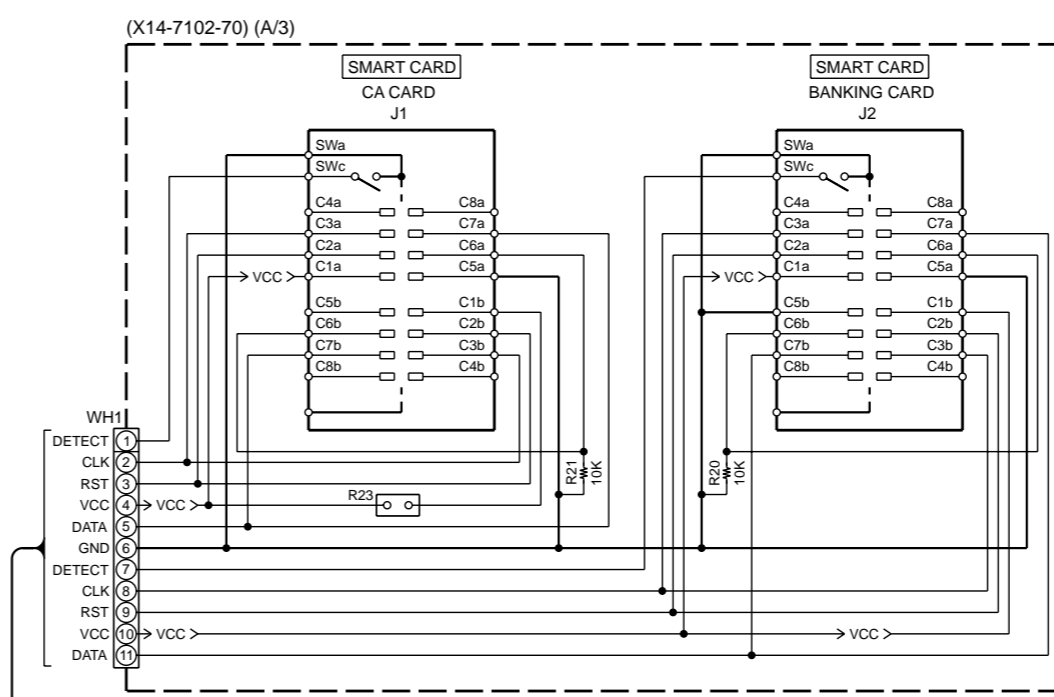 (X14-7102-70) (A/3)
SMART CARD
CA CARD
J1
SWa
SWc
C4a C8a
C3a C7a
C2a C6a
VCC C1a C5a
C5b C1b
C6b C2b
C7b C3b
C8b C4b
SMART CARD
BANKING CARD
J2
SWa
SWc
C4a C8a
C3a C7a
C2a C6a
VCC C1a C5a
C5b C1b
C6b C2b
C7b C3b
C8b C4b
R21
10K
R20
10K
R23
WH1
DETECT 1
CLK 2
RST 3
VCC 4 VCC
DATA 5
GND 6
DETECT 7
CLK 8
RST 9
VCC 10 VCC VCC
DATA 11